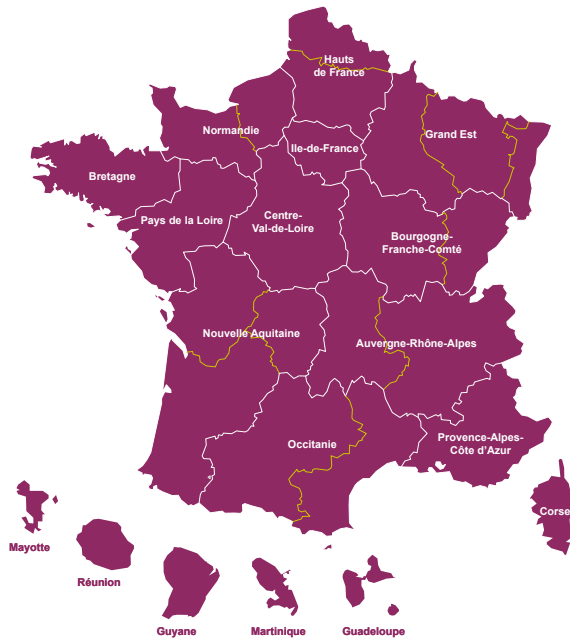 Hauts
de France
Normandie
Grand Est
Ile-de-France
Bretagne
Pays de la Loire
Centre-
Val-de-Loire
Bourgogne-
Franche-Comté
Nouvelle Aquitaine
Auvergne-Rhône-Alpes
Occitanie
Provence-Alpes-
Côte d'Azur
Corse
Mayotte
Réunion
Guyane
Martinique
Guadeloupe